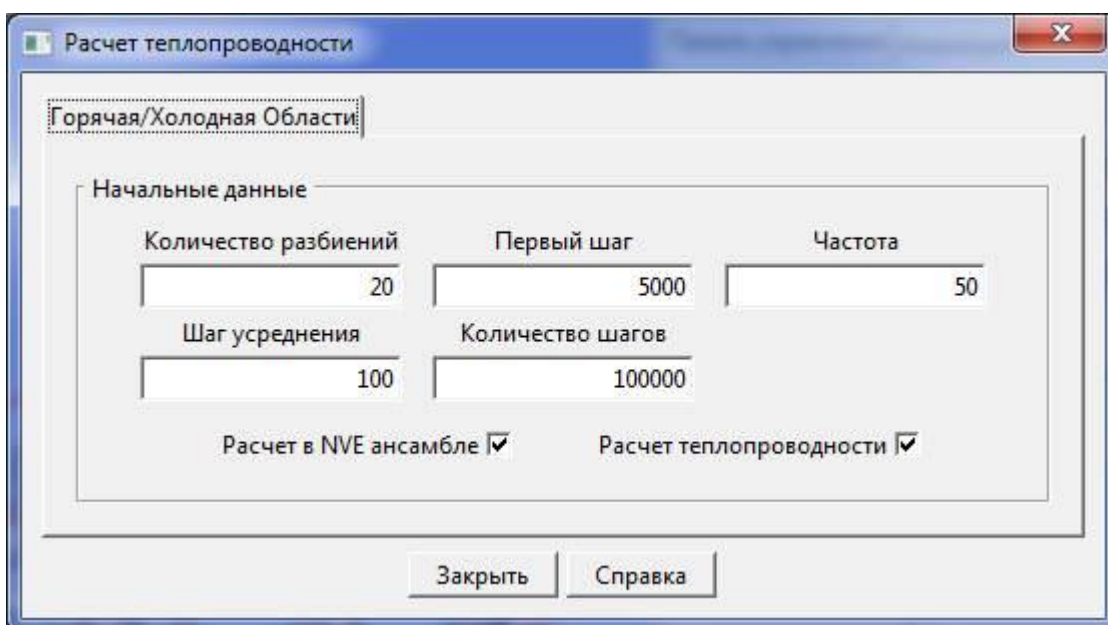 Расчет теплопроводности
Горячая/Холодная Области
Начальные данные
Количество разбиений Первый шаг Частота
20 5000 50
Шаг усреднения Количество шагов
100 100000
Расчет в NVE ансамбле Расчет теплопроводности
Закрыть Справка